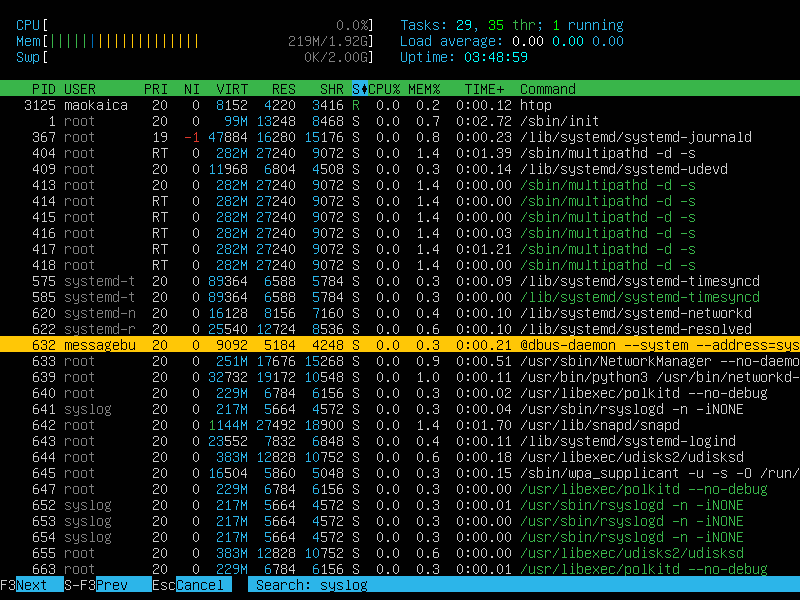 CPU[ 0.0%] Tasks: 29, 35 thr; 1 running
Mem[|||||||||||||||||||| 219M/1.92G] Load average: 0.00 0.00 0.00
Swp[ 0K/2.00G] Uptime: 03:48:59
PID USER PRI NI VIRT RES SHR S CPU% MEM% TIME+ Command
3125 maokaica 20 0 8152 4220 3416 R 0.0 0.2 0:00.12 htop
1 root 20 0 99M 13248 8468 S 0.0 0.7 0:02.72 /sbin/init
367 root 19 -1 47884 16280 15176 S 0.0 0.8 0:00.23 /lib/systemd/systemd-journald
404 root RT 0 282M 27240 9072 S 0.0 1.4 0:01.39 /sbin/multipathd -d -s
409 root 20 0 11968 6804 4508 S 0.0 0.3 0:00.14 /lib/systemd/systemd-udevd
413 root 20 0 282M 27240 9072 S 0.0 1.4 0:00.00 /sbin/multipathd -d -s
414 root RT 0 282M 27240 9072 S 0.0 1.4 0:00.00 /sbin/multipathd -d -s
415 root RT 0 282M 27240 9072 S 0.0 1.4 0:00.00 /sbin/multipathd -d -s
416 root RT 0 282M 27240 9072 S 0.0 1.4 0:00.03 /sbin/multipathd -d -s
417 root RT 0 282M 27240 9072 S 0.0 1.4 0:01.21 /sbin/multipathd -d -s
418 root RT 0 282M 27240 9072 S 0.0 1.4 0:00.00 /sbin/multipathd -d -s
575 systemd-t 20 0 89364 6588 5784 S 0.0 0.3 0:00.09 /lib/systemd/systemd-timesyncd
585 systemd-t 20 0 89364 6588 5784 S 0.0 0.3 0:00.00 /lib/systemd/systemd-timesyncd
620 systemd-n 20 0 16128 8156 7160 S 0.0 0.4 0:00.10 /lib/systemd/systemd-networkd
622 systemd-r 20 0 25540 12724 8536 S 0.0 0.6 0:00.10 /lib/systemd/systemd-resolved
632 messagebu 20 0 9092 5184 4248 S 0.0 0.3 0:00.21 @dbus-daemon --system --address=sys
633 root 20 0 251M 17676 15268 S 0.0 0.9 0:00.51 /usr/sbin/NetworkManager --no-daemo
639 root 20 0 32732 19172 10548 S 0.0 1.0 0:00.11 /usr/bin/python3 /usr/bin/networkd-
640 root 20 0 229M 6784 6156 S 0.0 0.3 0:00.02 /usr/libexec/polkitd --no-debug
641 syslog 20 0 217M 5664 4572 S 0.0 0.3 0:00.04 /usr/sbin/rsyslogd -n -iNONE
642 root 20 0 1144M 27492 18900 S 0.0 1.4 0:01.70 /usr/lib/snapd/snapd
643 root 20 0 23552 7832 6848 S 0.0 0.4 0:00.11 /lib/systemd/systemd-logind
644 root 20 0 383M 12828 10752 S 0.0 0.6 0:00.18 /usr/libexec/udisks2/udisksd
645 root 20 0 16504 5860 5048 S 0.0 0.3 0:00.15 /sbin/wpa_supplicant -u -s -O /run/
647 root 20 0 229M 6784 6156 S 0.0 0.3 0:00.00 /usr/libexec/polkitd --no-debug
652 syslog 20 0 217M 5664 4572 S 0.0 0.3 0:00.01 /usr/sbin/rsyslogd -n -iNONE
653 syslog 20 0 217M 5664 4572 S 0.0 0.3 0:00.00 /usr/sbin/rsyslogd -n -iNONE
654 syslog 20 0 217M 5664 4572 S 0.0 0.3 0:00.01 /usr/sbin/rsyslogd -n -iNONE
655 root 20 0 383M 12828 10752 S 0.0 0.6 0:00.00 /usr/libexec/udisks2/udisksd
663 root 20 0 229M 6784 6156 S 0.0 0.3 0:00.01 /usr/libexec/polkitd --no-debug
F3Next S-F3Prev EscCancel Search: syslog